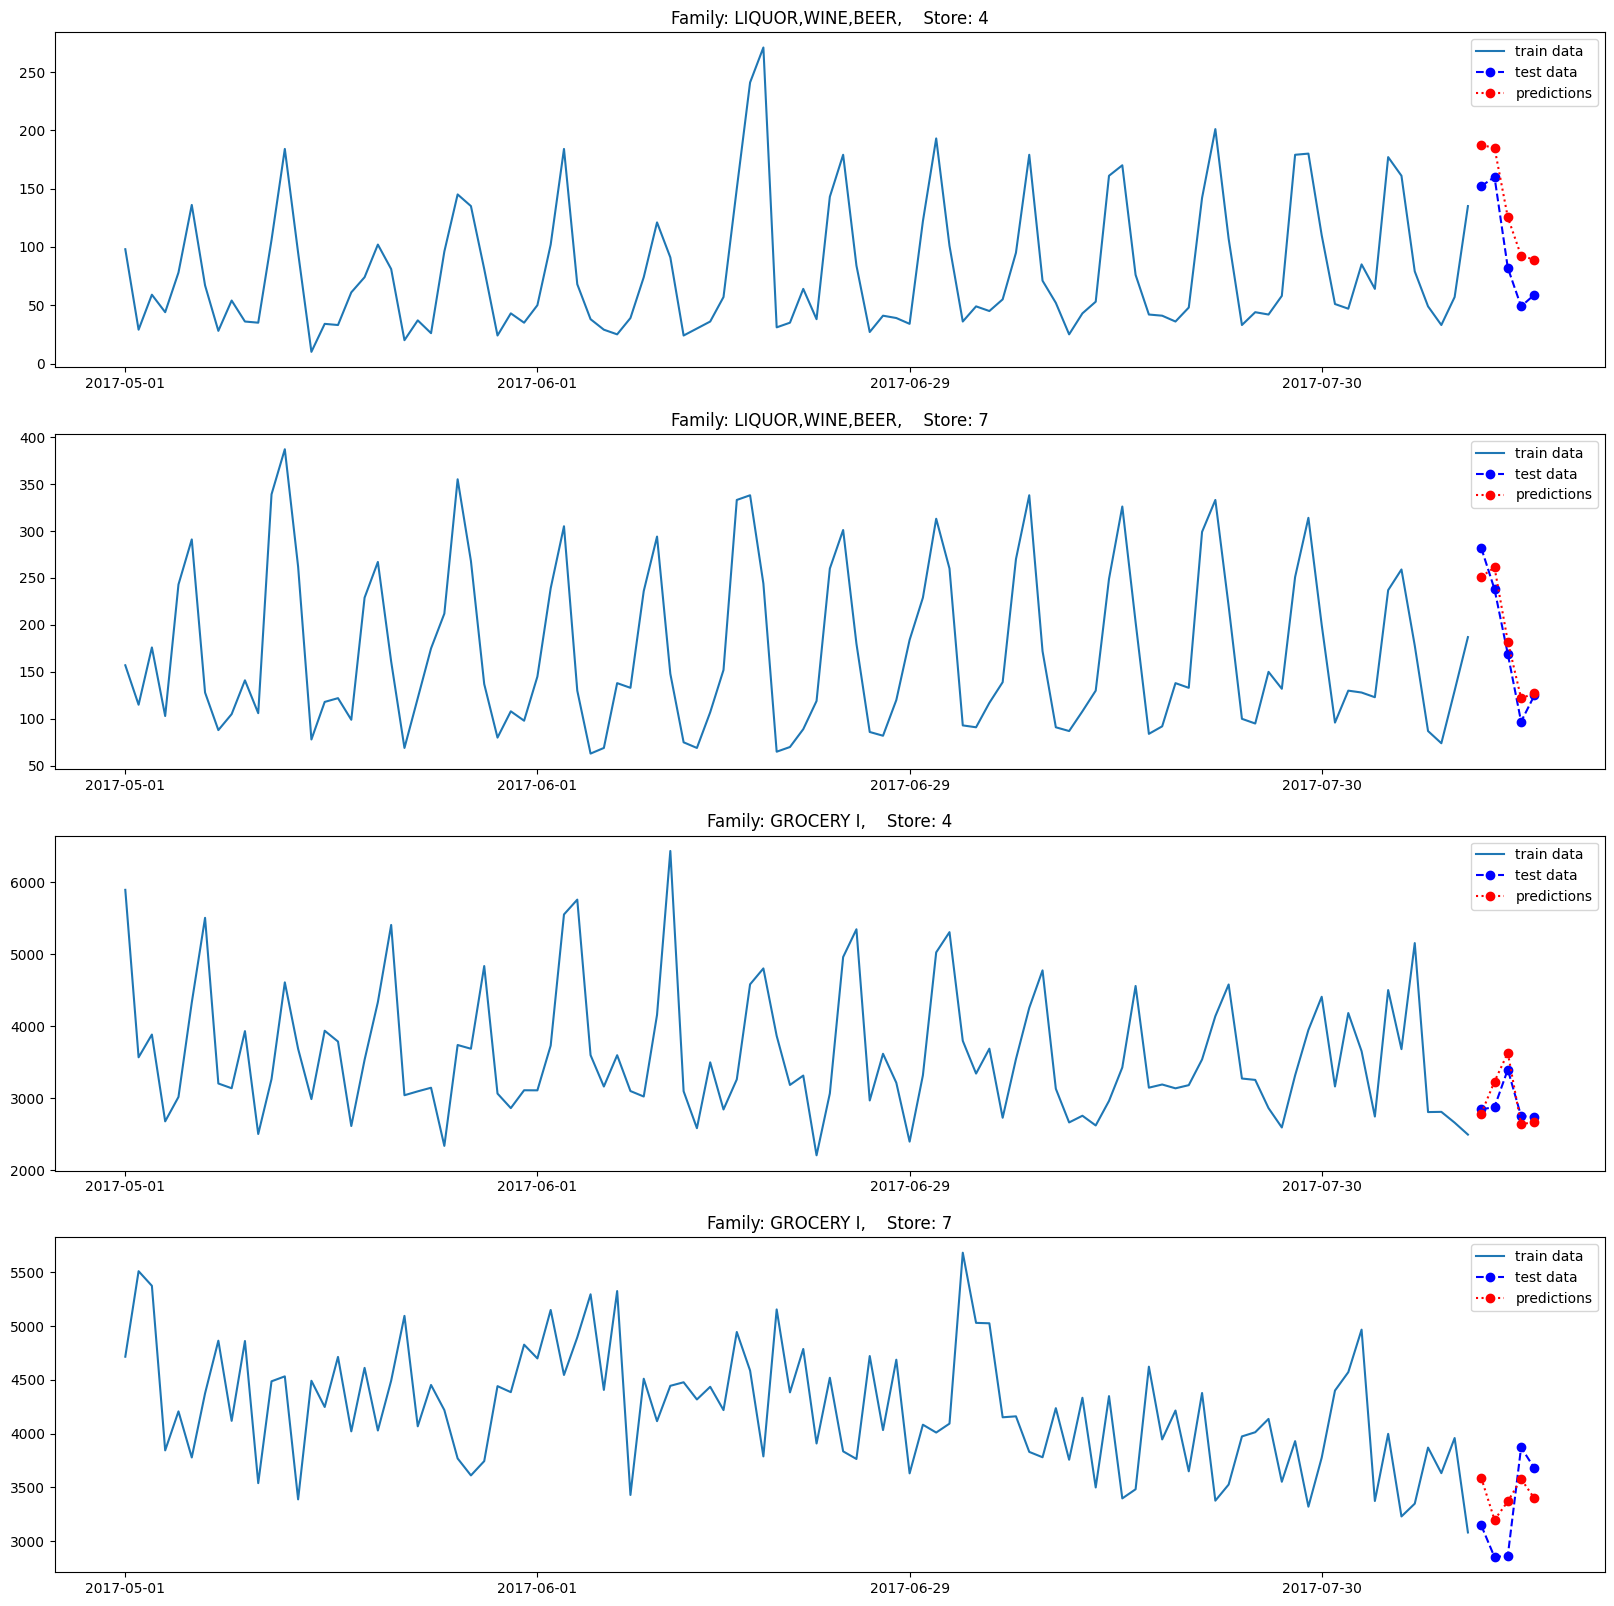 Family: LIQUOR,WINE,BEER,    Store: 4
train data
test data
predictions
250
200
150
100
50
0
2017-05-01 2017-06-01 2017-06-29 2017-07-30
Family: LIQUOR,WINE,BEER,    Store: 7
train data
test data
predictions
400
350
300
250
200
150
100
50
2017-05-01 2017-06-01 2017-06-29 2017-07-30
Family: GROCERY I,    Store: 4
train data
test data
predictions
6000
5000
4000
3000
2000
2017-05-01 2017-06-01 2017-06-29 2017-07-30
Family: GROCERY I,    Store: 7
train data
test data
predictions
5500
5000
4500
4000
3500
3000
2017-05-01 2017-06-01 2017-06-29 2017-07-30